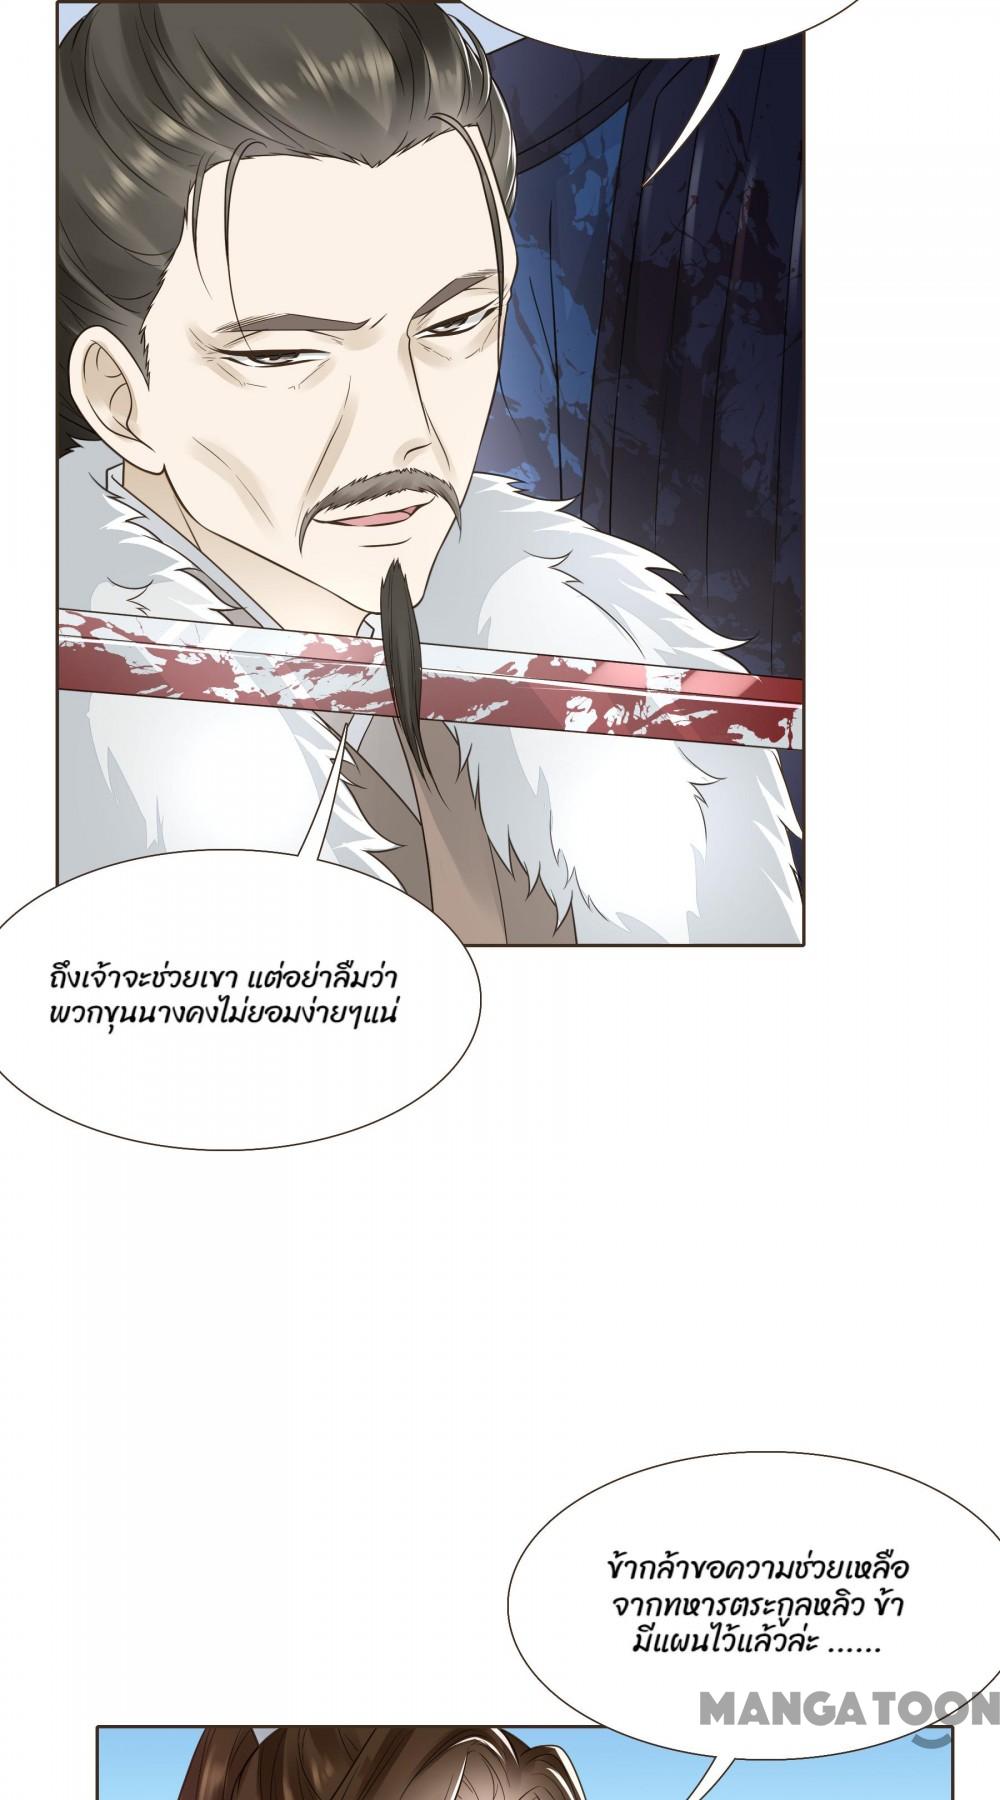 ถึงเจ้าจะช่วยเขา แต่อย่าลืมว่า
พวกขุนนางคงไม่ยอมง่ายๆแน่
ข้ากล้าขอความช่วยเหลือ
จากทหารตระกูลหลิว ข้า
มีแผนไว้แล้วล่ะ ......
MANGATOON